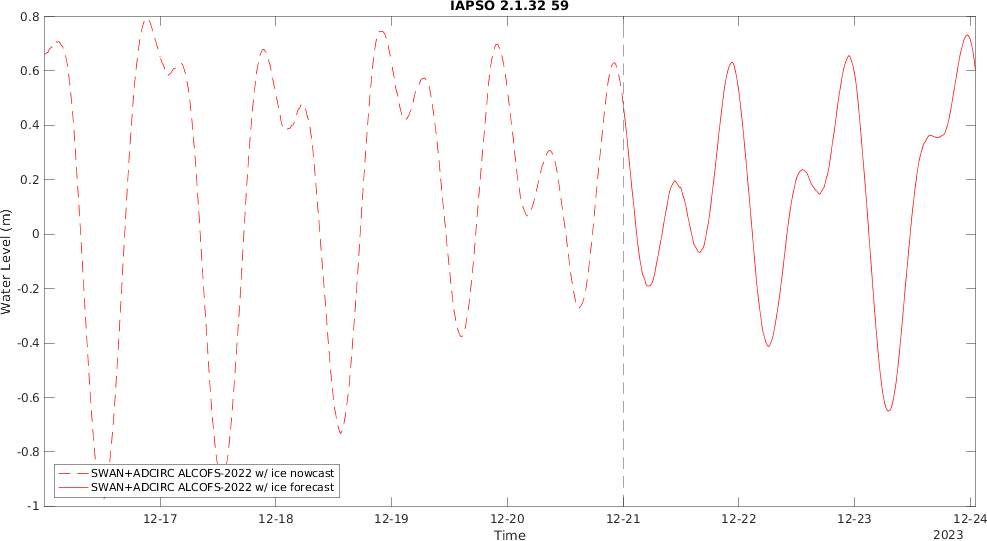 IAPSO 2.1.32 59
Water Level (m)
0.8
0.6
0.4
0.2
0
-0.2
-0.4
-0.6
-0.8
-1
SWAN+ADCIRC ALCOFS-2022 w/ ice nowcast
SWAN+ADCIRC ALCOFS-2022 w/ ice forecast
12-17 12-18 12-19 12-20 12-21 12-22 12-23 12-24
Time 2023